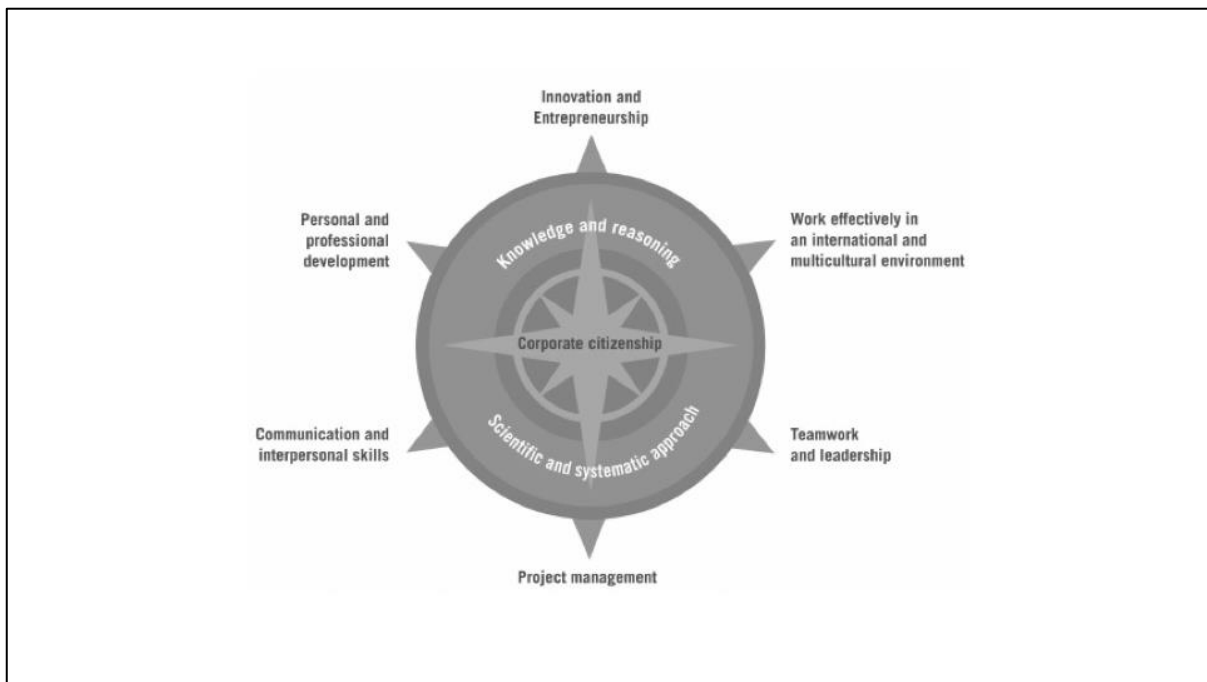 Innovation and
Entrepreneurship
Personal and
professional
development
Work effectively in
an international and
multicultural environment
Knowledge and reasoning
Corporate citizenship
Scientific and systematic approach
Communication and
interpersonal skills
Teamwork
and leadership
Project management